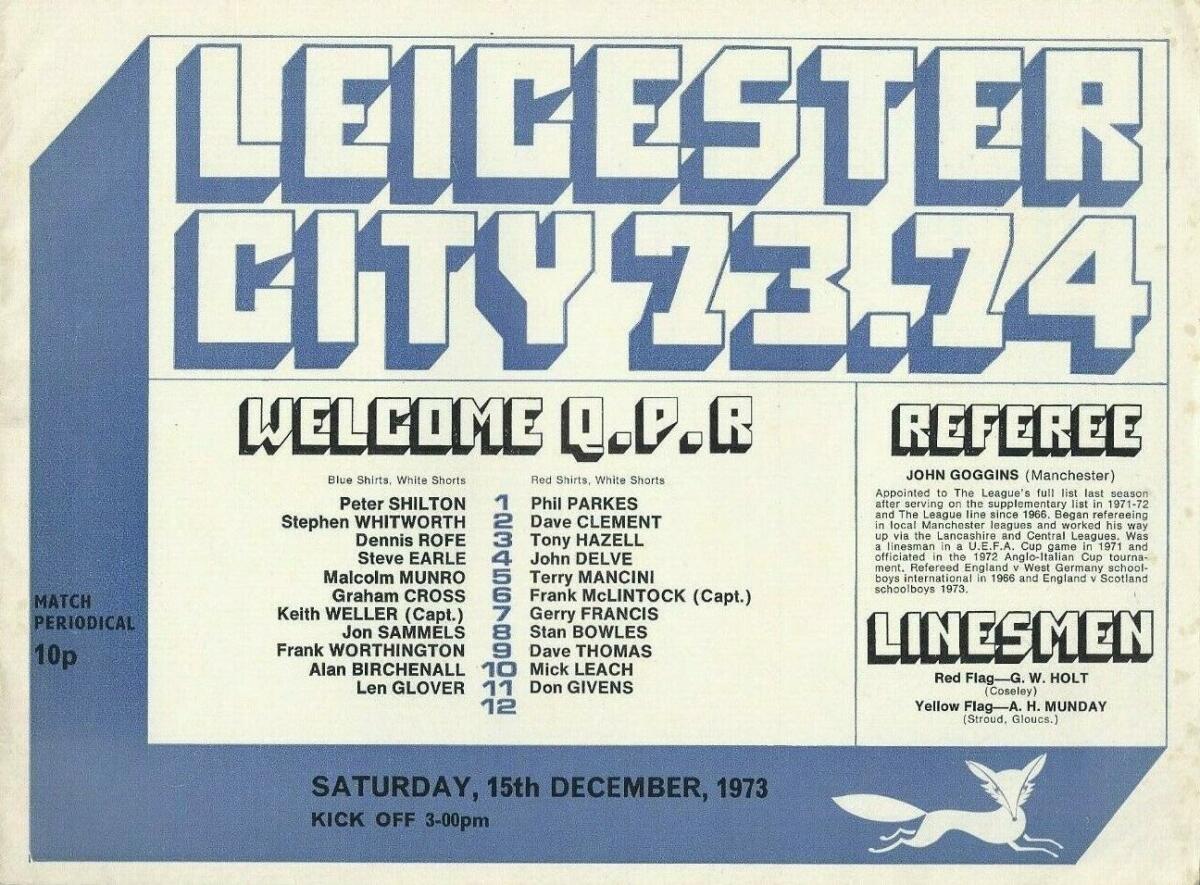 LEICESTER
CITY 73.74
WELCOME Q.P.R
Blue Shirts, White Shorts Red Shirts, White Shorts
Peter SHILTON 1 Phil PARKES
Stephen WHITWORTH 2 Dave CLEMENT
Dennis ROFE 3 Tony HAZELL
Steve EARLE 4 John DELVE
Malcolm MUNRO 5 Terry MANCINI
Graham CROSS 6 Frank McLINTOCK (Capt.)
Keith WELLER (Capt.) 7 Gerry FRANCIS
Jon SAMMELS 8 Stan BOWLES
Frank WORTHINGTON 9 Dave THOMAS
Alan BIRCHENALL 10 Mick LEACH
Len GLOVER 11 Don GIVENS
12
REFEREE
JOHN GOGGINS (Manchester)
Appointed to The League's full list last season
after serving on the supplementary list in 1971-72
and The League line since 1966. Began refereeing
in local Manchester leagues and worked his way
up via the Lancashire and Central Leagues. Was
a linesman in a U.E.F.A. Cup game in 1971 and
officiated in the 1972 Anglo-Italian Cup tourna-
ment. Refereed England v West Germany school-
boys international in 1966 and England v Scotland
schoolboys 1973.
LINESMEN
Red Flag—G. W. HOLT
(Coseley)
Yellow Flag—A. H. MUNDAY
(Stroud, Gloucs.)
MATCH
PERIODICAL
10p
SATURDAY, 15th DECEMBER, 1973
KICK OFF 3-00pm